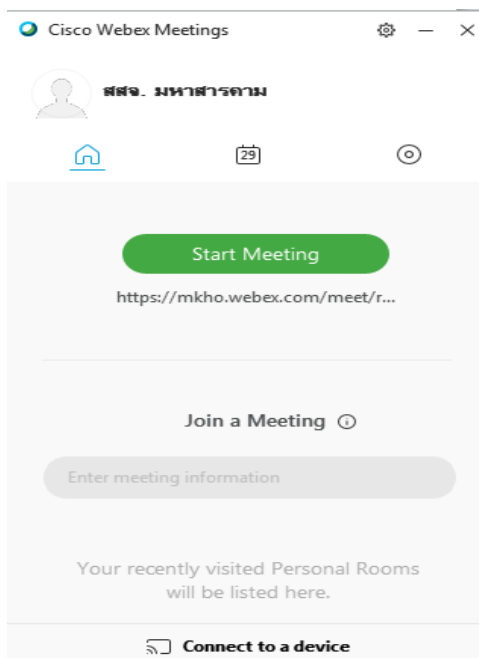 Cisco Webex Meetings
สสจ. มหาสารคาม
29
Start Meeting
https://mkho.webex.com/meet/r...
Join a Meeting
Enter meeting information
Your recently visited Personal Rooms
will be listed here.
Connect to a device